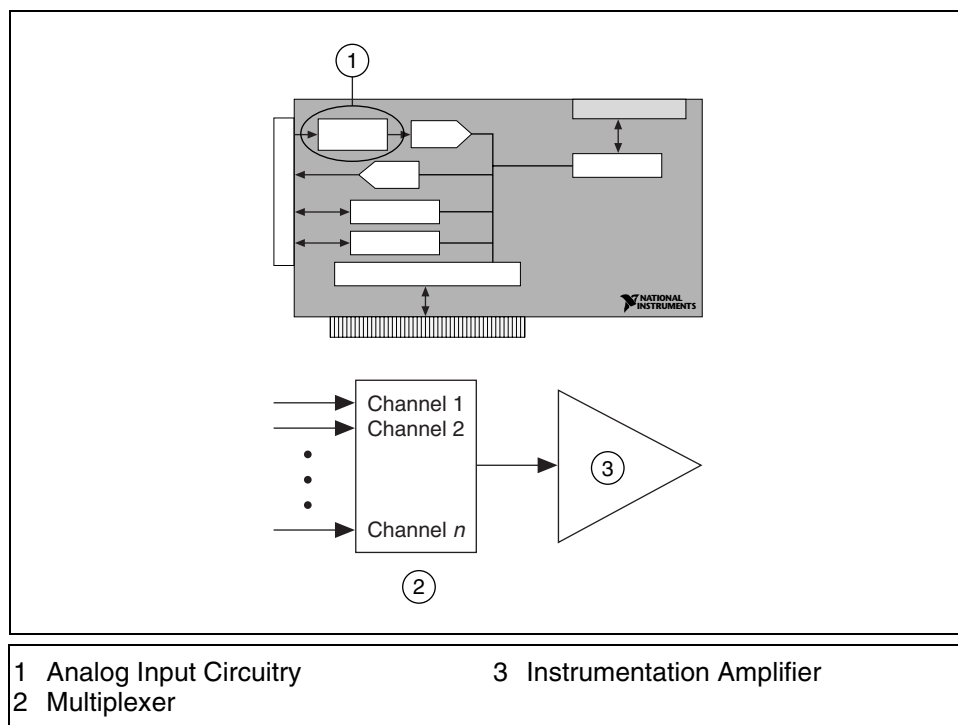 1
NATIONAL
INSTRUMENTS
Channel 1
Channel 2
Channel n
3
2
1 Analog Input Circuitry
2 Multiplexer
3 Instrumentation Amplifier